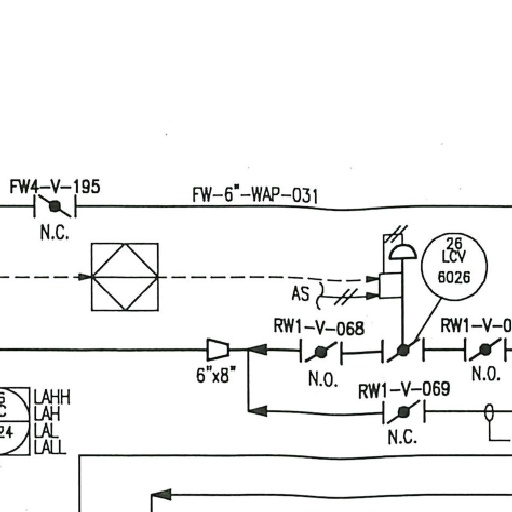 FW4-V-195
FW-6"-WAP-031
N.C.
26
LCV
6026
AS
RW1-V-068
RW1-V-0
6"x8"
N.O.
N.O.
RW1-V-069
N.C.
LAHH
LAH
C
LAL
24
LALL